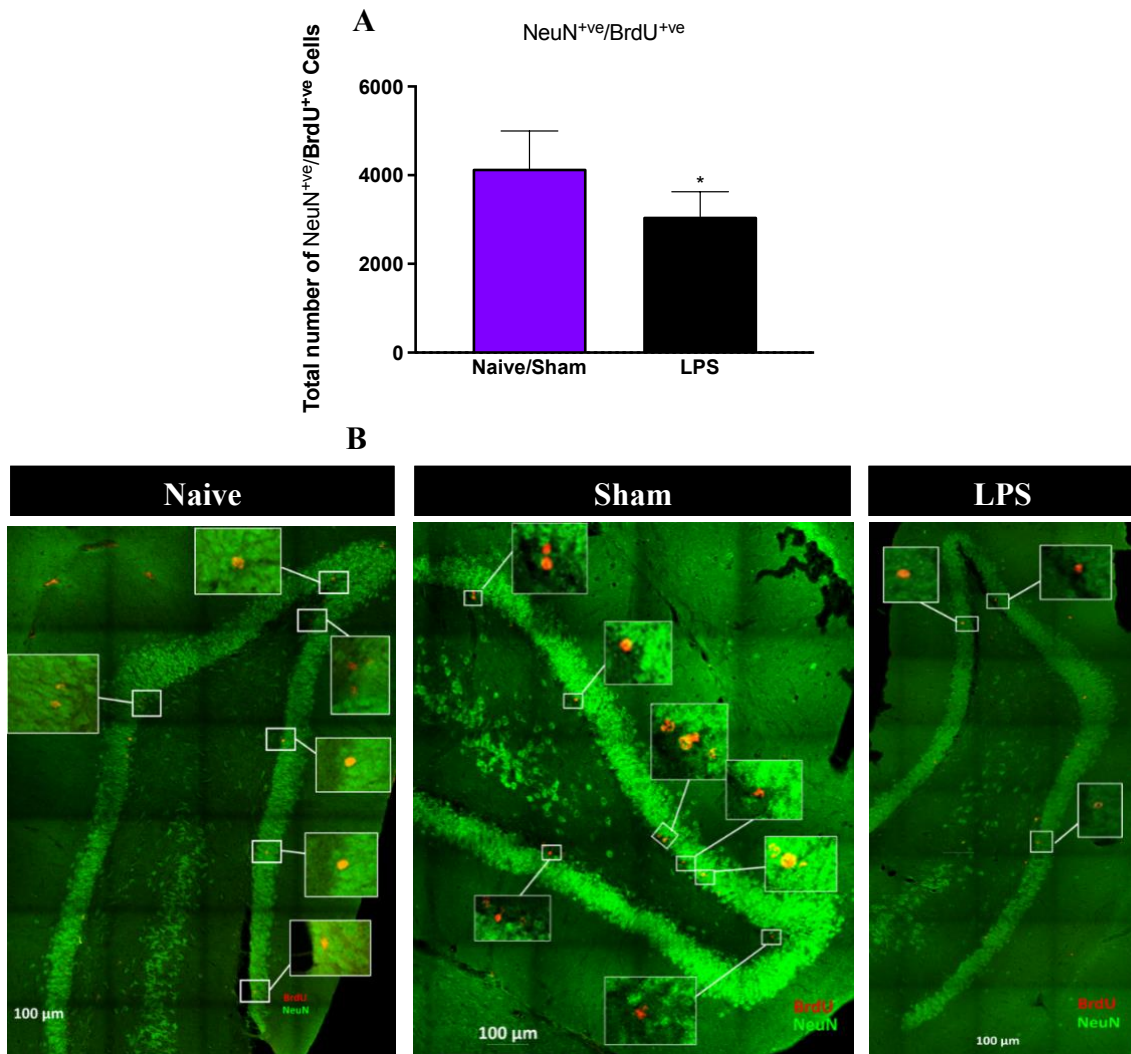 A
NeuN+ve/BrdU+ve
Total number of NeuN+ve/BrdU+ve Cells
6000
4000
2000
0
*
Naive/Sham
LPS
B
Naive
Sham
LPS
BrdU
NeuN
100 µm
BrdU
NeuN
100 µm
BrdU
NeuN
100 µm